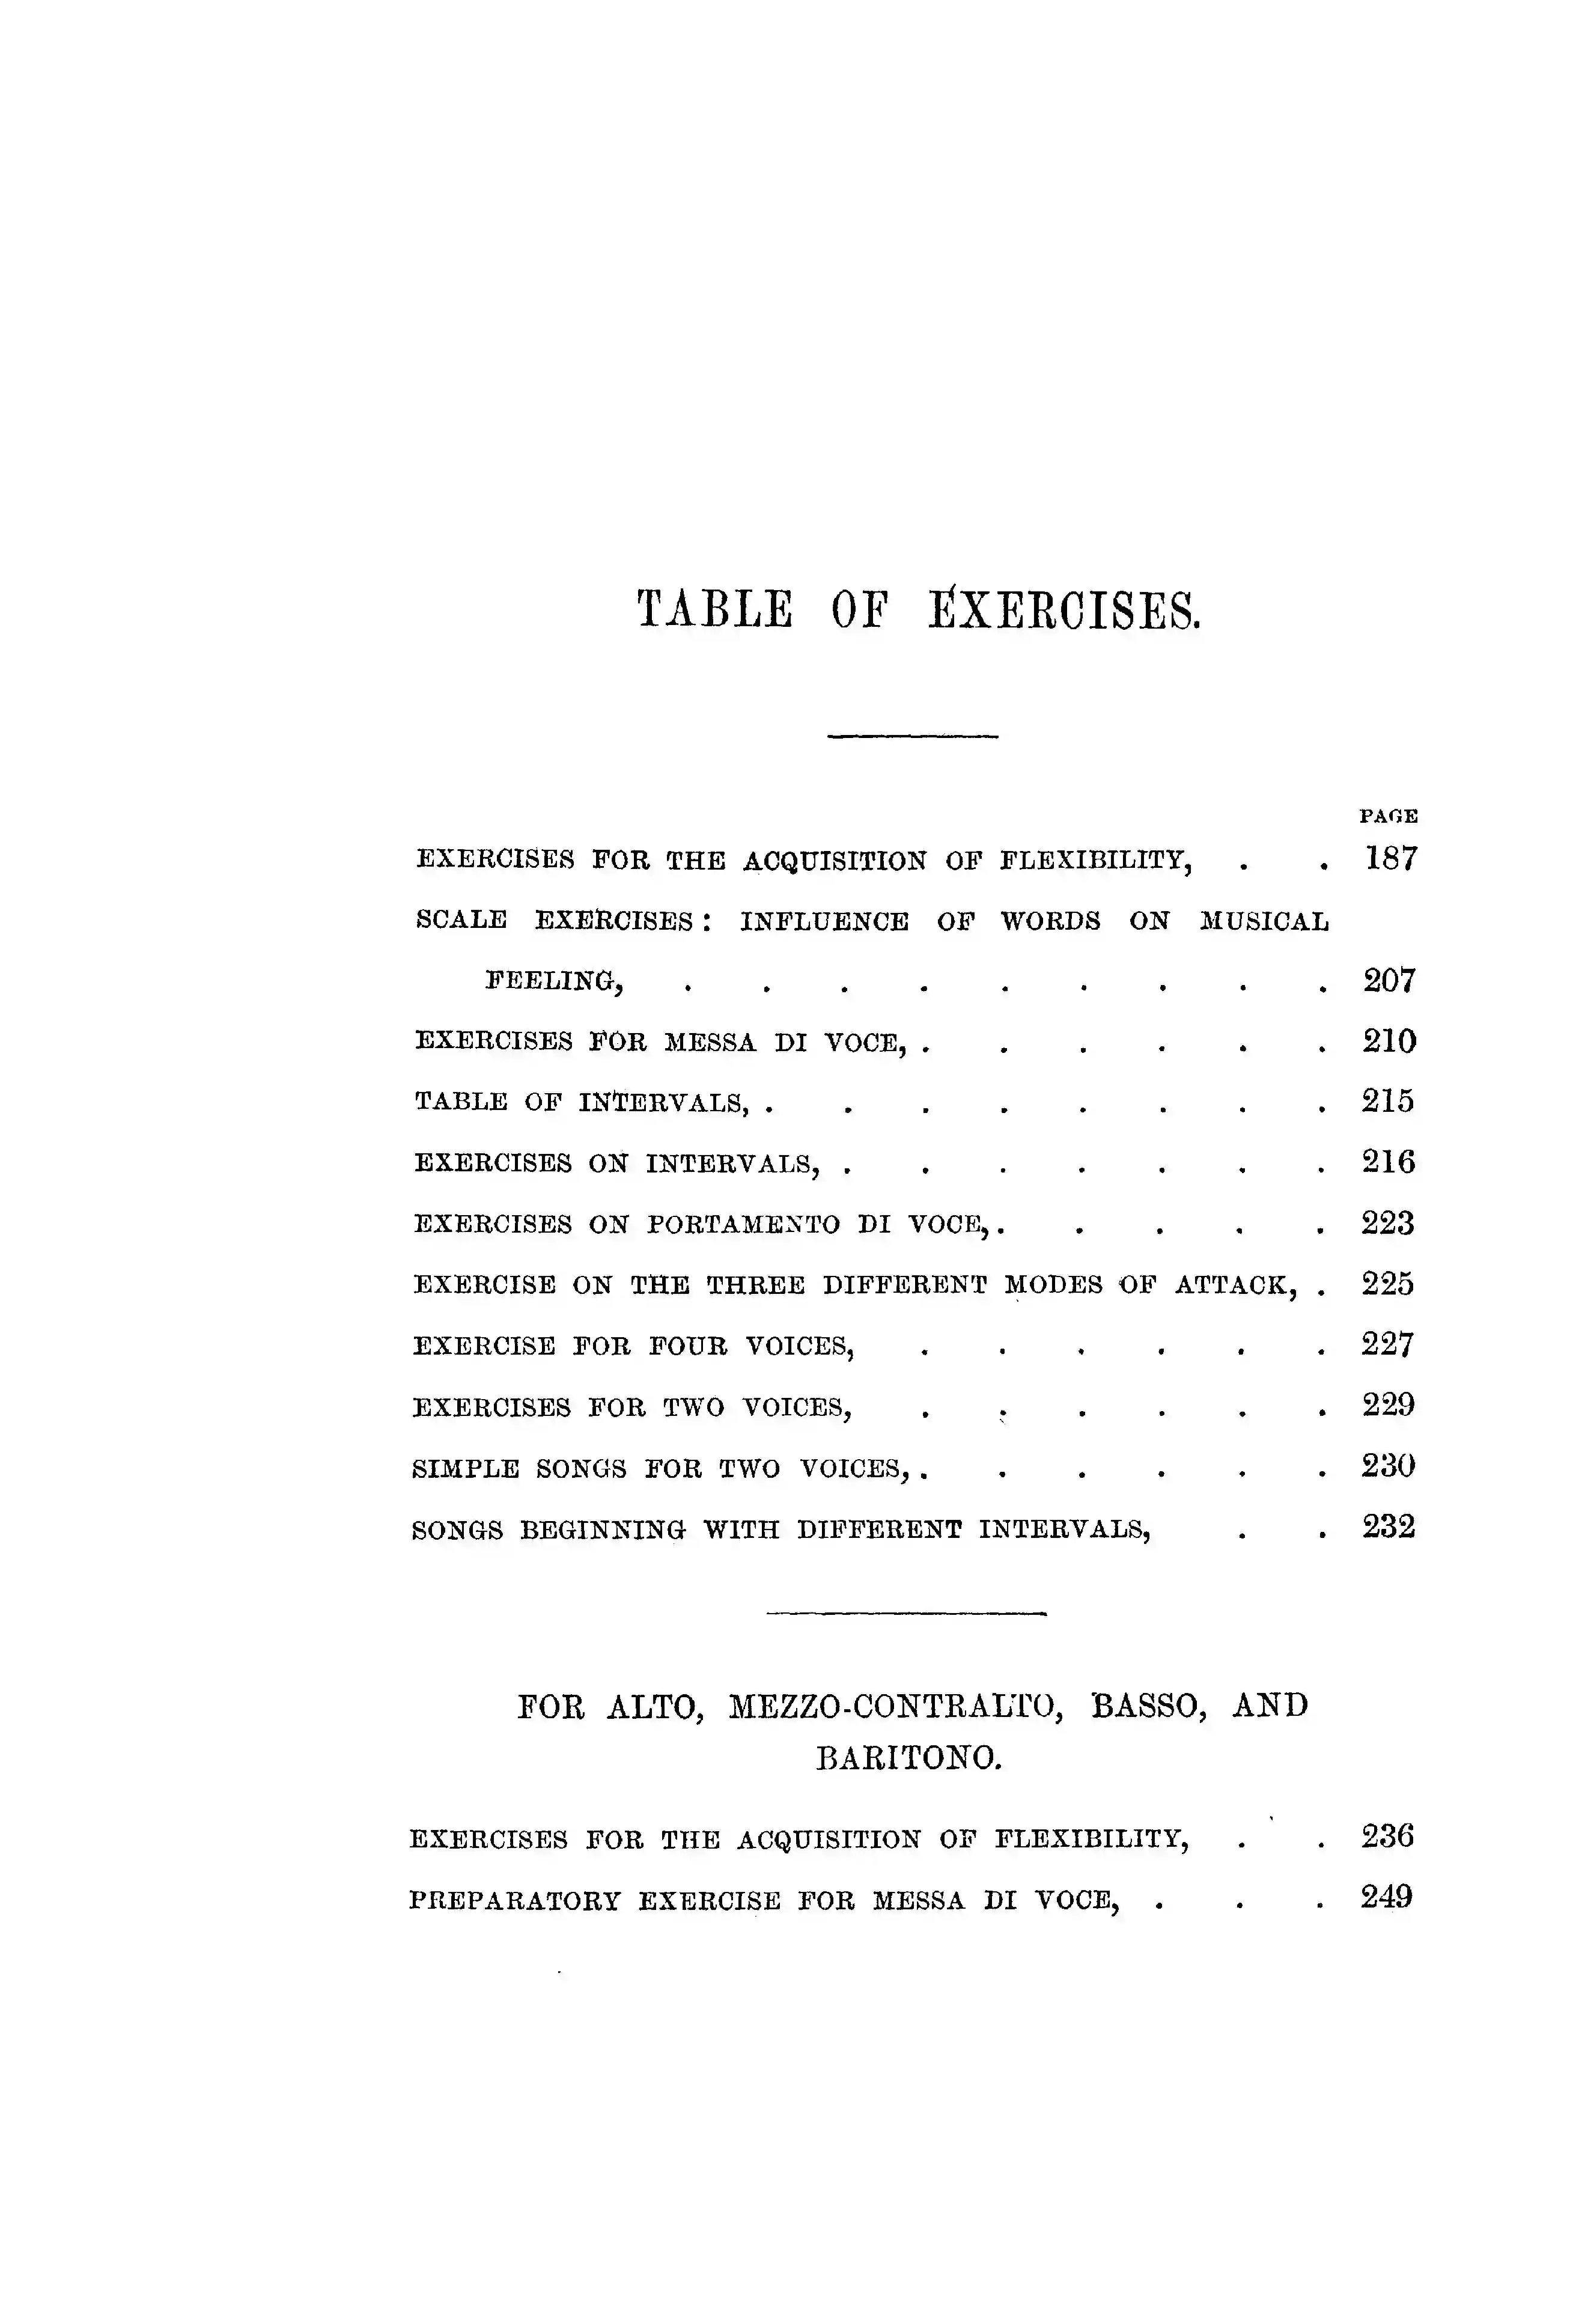 TABLE OF EXERCISES.
PAGE
EXERCISES FOR THE ACQUISITION OF FLEXIBILITY, . . 187
SCALE EXERCISES: INFLUENCE OF WORDS ON MUSICAL
FEELING, . . . . . . . . . 207
EXERCISES FOR MESSA DI VOCE, . . . . . . 210
TABLE OF INTERVALS, . . . . . . . . 215
EXERCISES ON INTERVALS, . . . . . . . 216
EXERCISES ON PORTAMENTO DI VOCE, . . . . . 223
EXERCISE ON THE THREE DIFFERENT MODES OF ATTACK, . 225
EXERCISE FOR FOUR VOICES, . . . . . . 227
EXERCISES FOR TWO VOICES, . . . . . . 229
SIMPLE SONGS FOR TWO VOICES, . . . . . . 230
SONGS BEGINNING WITH DIFFERENT INTERVALS, . . 232
FOR ALTO, MEZZO-CONTRALTO, BASSO, AND
BARITONO.
EXERCISES FOR THE ACQUISITION OF FLEXIBILITY, . . 236
PREPARATORY EXERCISE FOR MESSA DI VOCE, . . . 249